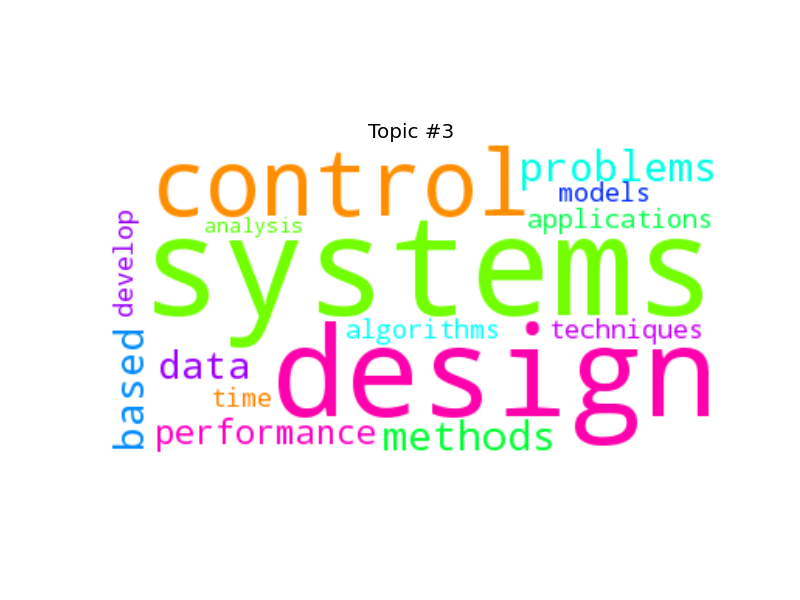 Topic #3
control
problems
models
applications
analysis
develop
systems
algorithms
techniques
based
data
design
time
performance
methods